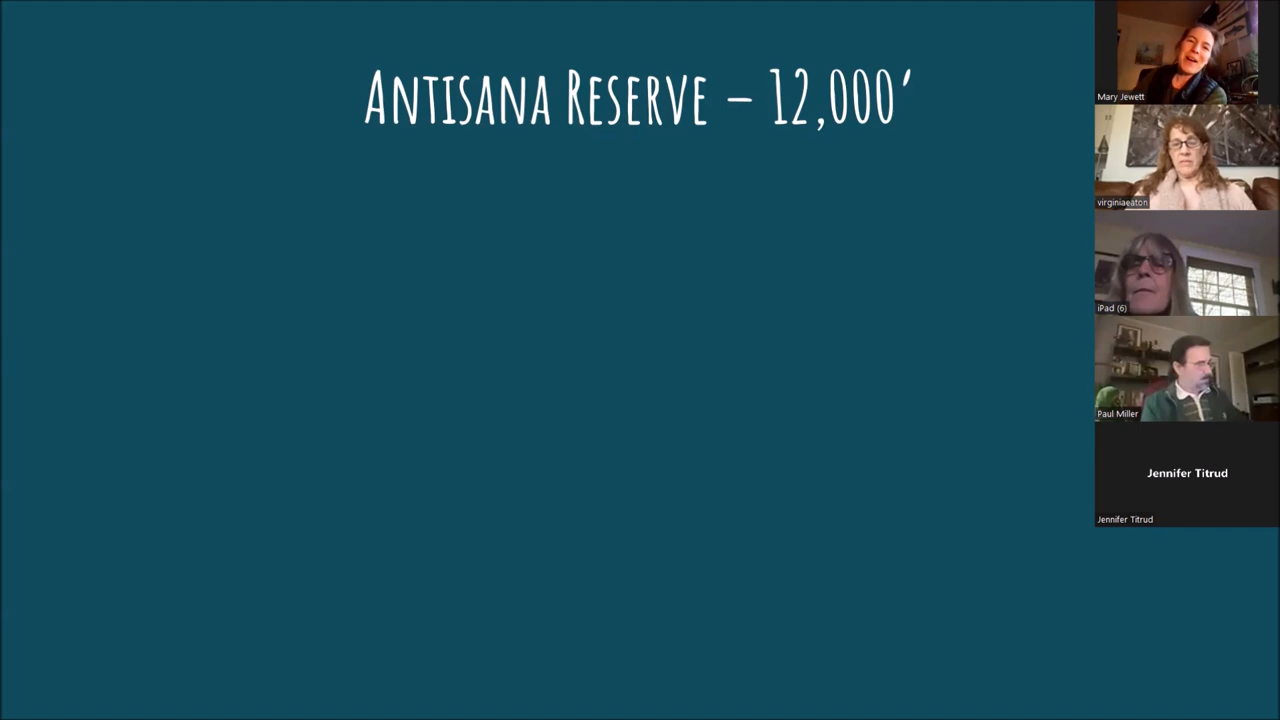 Antisana Reserve – 12,000’
Mary Jewett
virginiaeaton
iPad (6)
Paul Miller
Jennifer Titrud
Jennifer Titrud